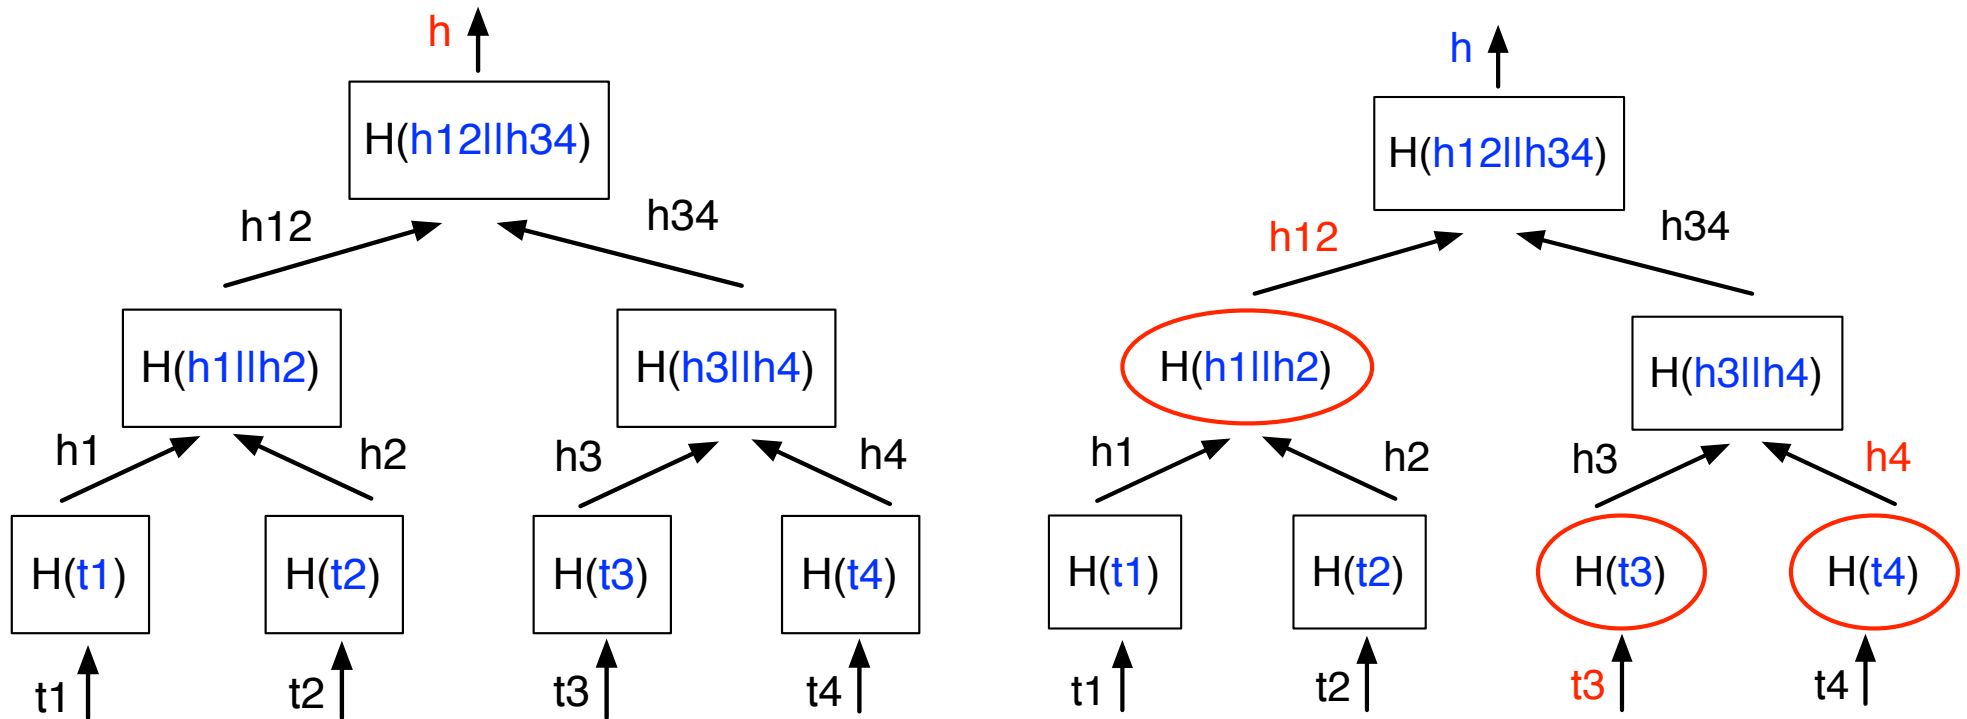 h
H(h12||h34)
h12
h34
H(h1||h2)
H(h3||h4)
h1
h2
h3
h4
H(t1)
H(t2)
H(t3)
H(t4)
t1
t2
t3
t4
h
H(h12||h34)
h12
h34
H(h1||h2)
H(h3||h4)
h1
h2
h3
h4
H(t1)
H(t2)
H(t3)
H(t4)
t1
t2
t3
t4